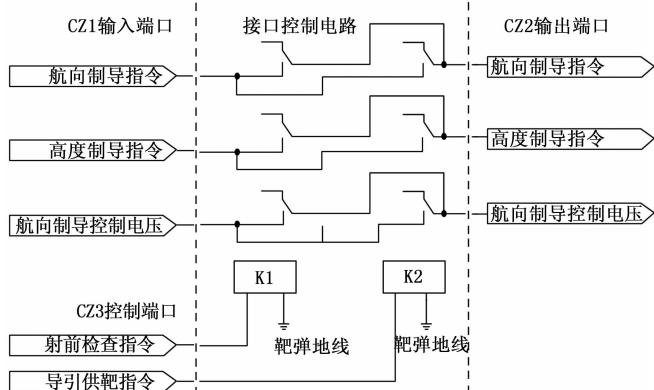 CZ1输入端口
接口控制电路
CZ2输出端口
航向制导指令
航向制导指令
高度制导指令
高度制导指令
航向制导控制电压
航向制导控制电压
K1
K2
CZ3控制端口
射前检查指令
靶弹地线
靶弹地线
导引供靶指令